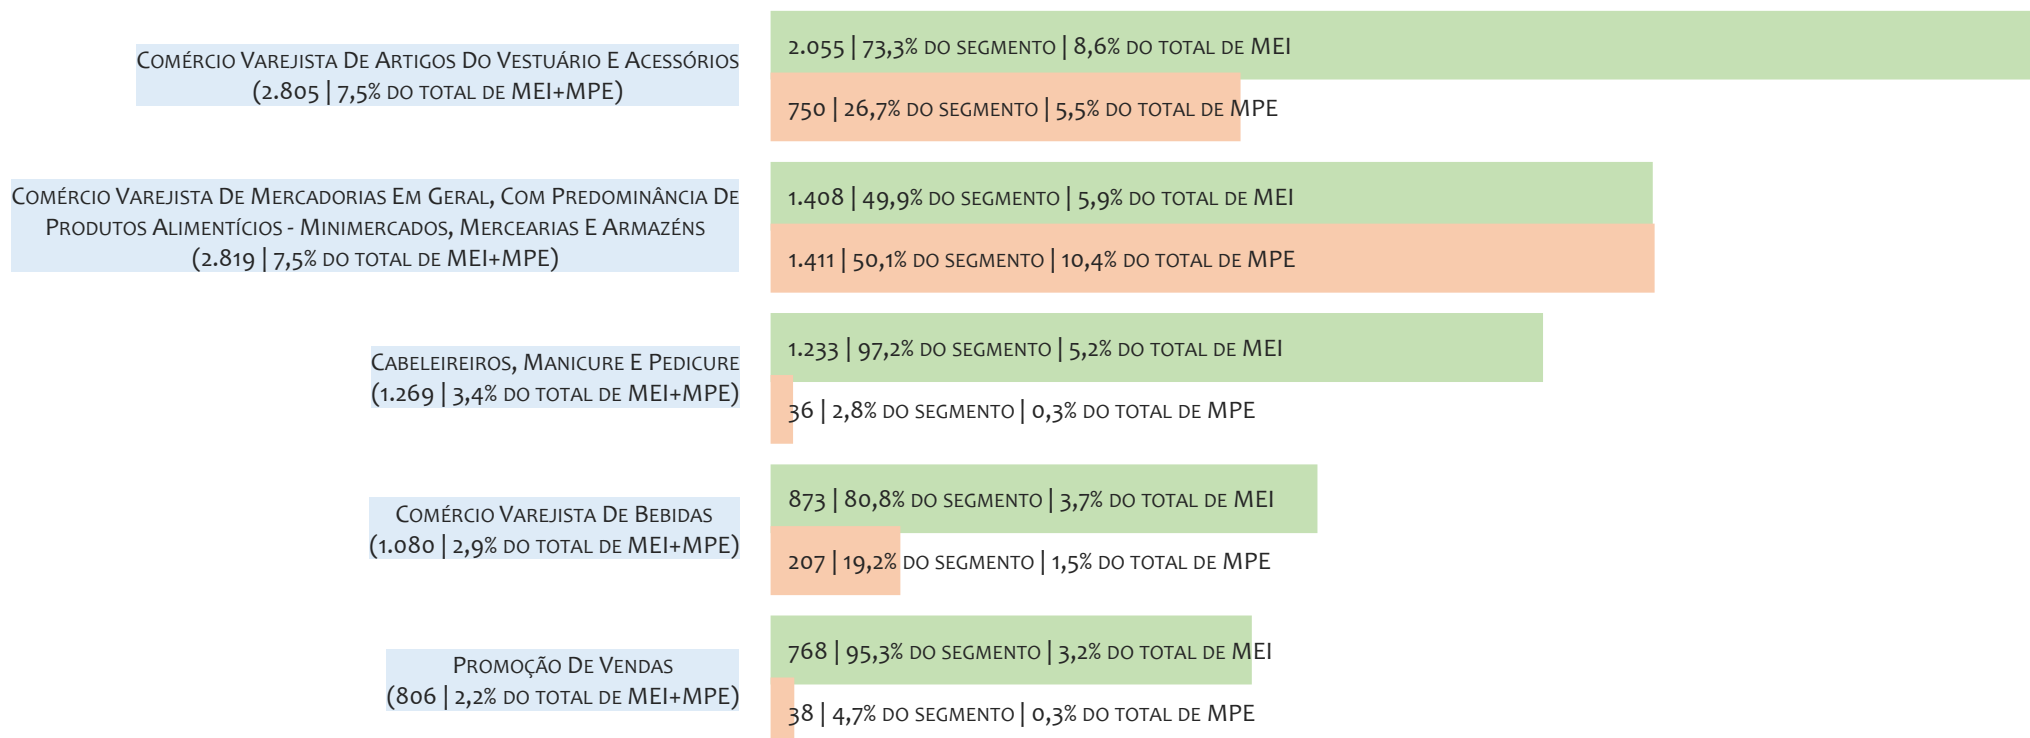 Comércio Varejista De Artigos Do Vestuário E Acessórios
(2.805 | 7,5% do total de MEI+MPE)
2.055 | 73,3% do segmento | 8,6% do total de MEI
750 | 26,7% do segmento | 5,5% do total de MPE
Comércio Varejista De Mercadorias Em Geral, Com Predominância De
Produtos Alimentícios - Minimercados, Mercearias E Armazéns
(2.819 | 7,5% do total de MEI+MPE)
1.408 | 49,9% do segmento | 5,9% do total de MEI
1.411 | 50,1% do segmento | 10,4% do total de MPE
Cabeleireiros, Manicure E Pedicure
(1.269 | 3,4% do total de MEI+MPE)
1.233 | 97,2% do segmento | 5,2% do total de MEI
36 | 2,8% do segmento | 0,3% do total de MPE
Comércio Varejista De Bebidas
(1.080 | 2,9% do total de MEI+MPE)
873 | 80,8% do segmento | 3,7% do total de MEI
207 | 19,2% do segmento | 1,5% do total de MPE
Promoção De Vendas
(806 | 2,2% do total de MEI+MPE)
768 | 95,3% do segmento | 3,2% do total de MEI
38 | 4,7% do segmento | 0,3% do total de MPE